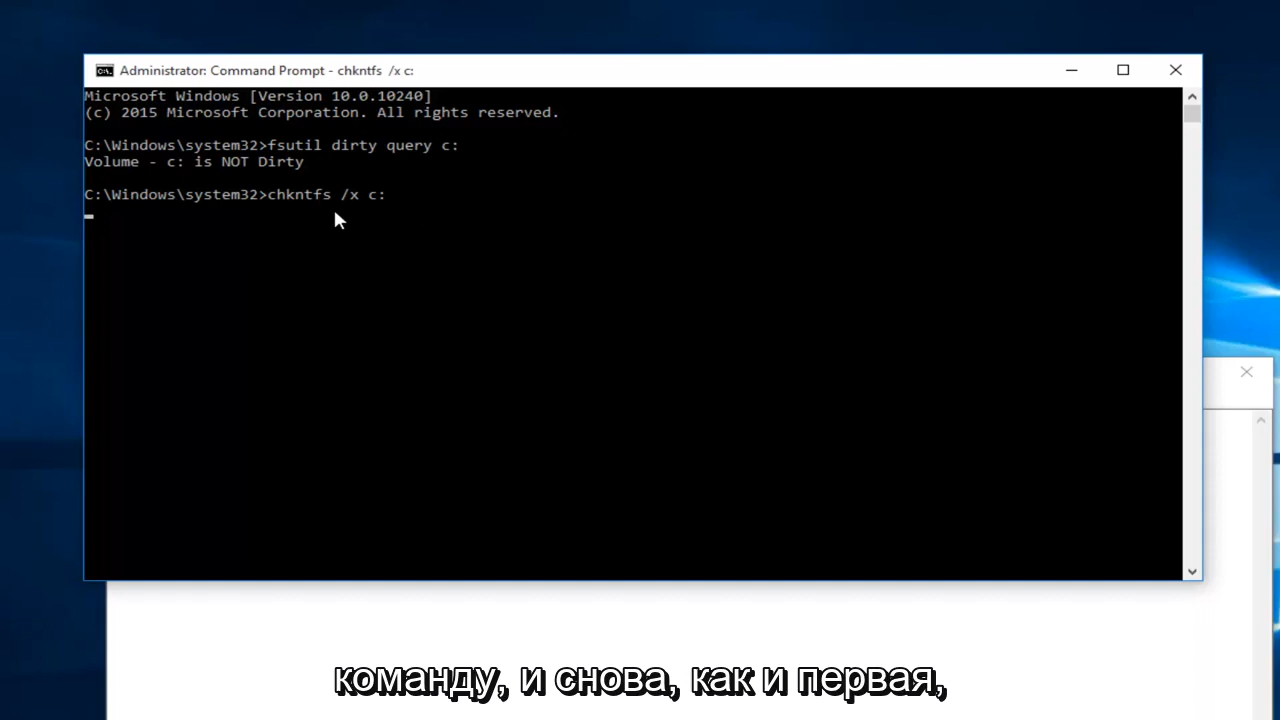 Administrator: Command Prompt - chkntfs /x c:
Microsoft Windows [Version 10.0.10240]
(c) 2015 Microsoft Corporation. All rights reserved.
C:\Windows\system32>fsutil dirty query c:
Volume - c: is NOT Dirty
C:\Windows\system32>chkntfs /x c:
команду, и снова, как и первая,